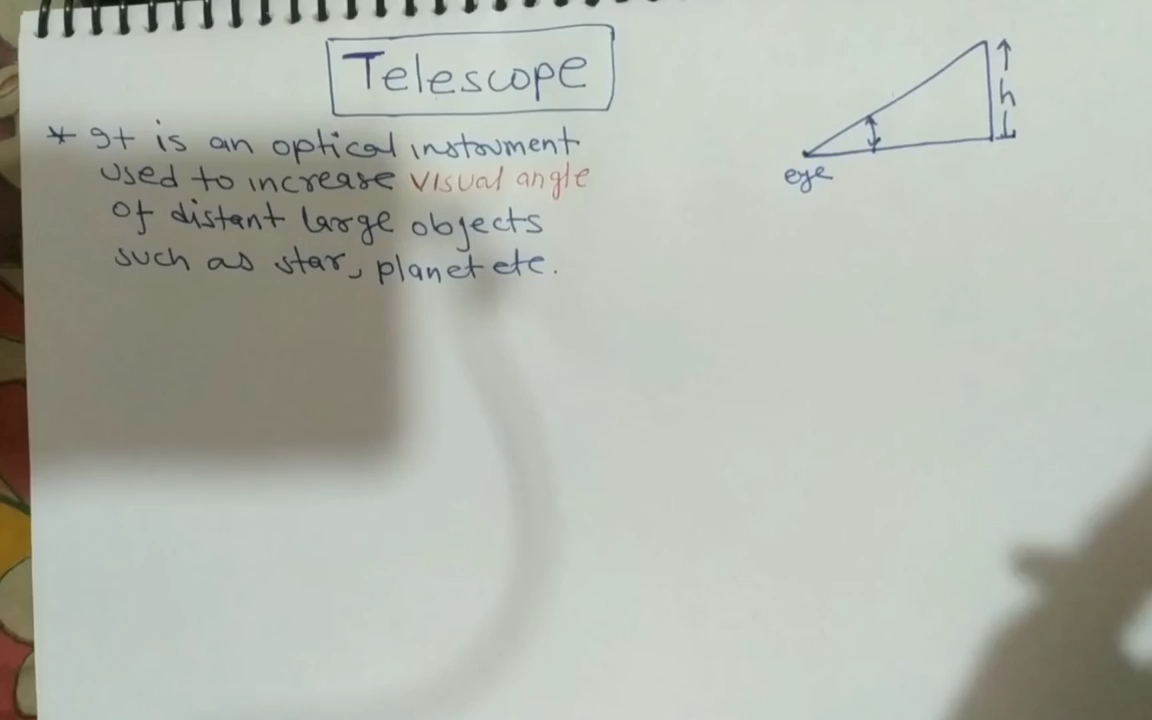 Telescope
* It is an optical instrument
used to increase visual angle
of distant large objects
such as star, planet etc.
h
eye